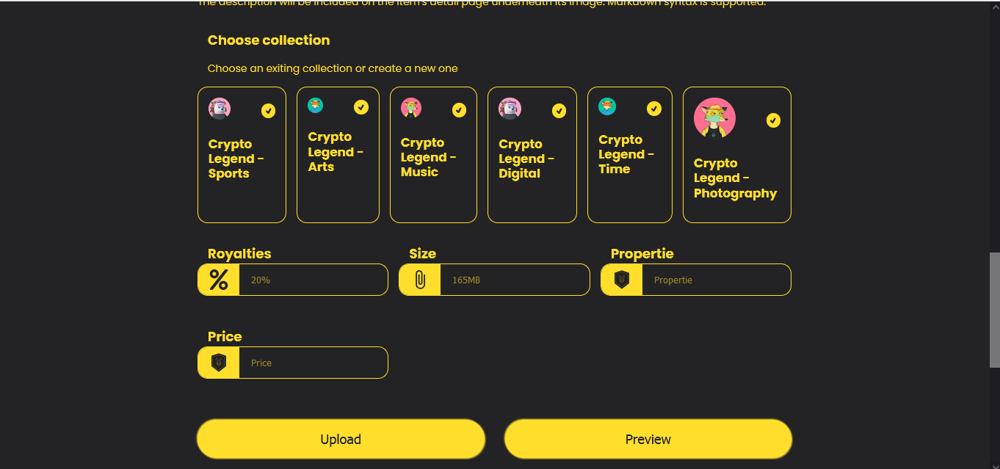 The description will be included on the item's detail page underneath its image. Markdown syntax is supported.
Choose collection
Choose an exiting collection or create a new one
Crypto
Legend -
Sports
Crypto
Legend -
Arts
Crypto
Legend -
Music
Crypto
Legend -
Digital
Crypto
Legend -
Time
Crypto
Legend -
Photography
Royalties
20%
Size
165MB
Propertie
Propertie
Price
Price
Upload
Preview